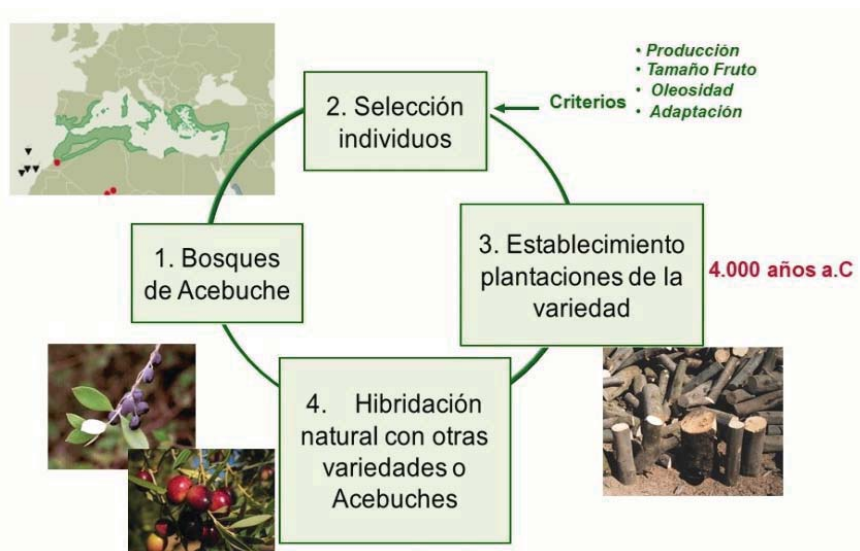 2. Selección
individuos
Criterios
• Producción
• Tamaño Fruto
• Oleosidad
• Adaptación
1. Bosques
de Acebuche
3. Establecimiento
plantaciones de la
variedad
4.000 años a.C
4. Hibridación
natural con otras
variedades o
Acebuches